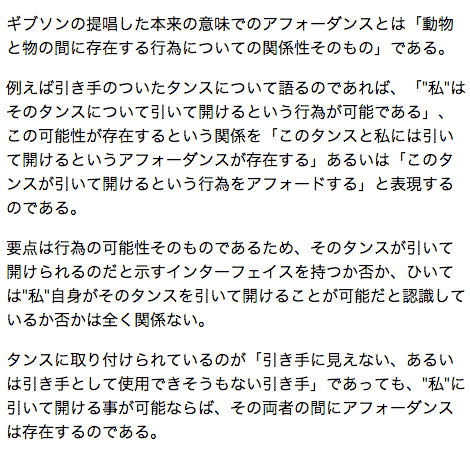 ギブソンの提唱した本来の意味でのアフォーダンスとは「動物
と物の間に存在する行為についての関係性そのもの」である。
例えば引き手のついたタンスについて語るのであれば、「"私"は
そのタンスについて引いて開けるという行為が可能である」、
この可能性が存在するという関係を「このタンスと私には引い
て開けるというアフォーダンスが存在する」あるいは「このタ
ンスが引いて開けるという行為をアフォードする」と表現する
のである。
要点は行為の可能性そのものであるため、そのタンスが引いて
開けられるのだと示すインターフェイスを持つか否か、ひいて
は"私"自身がそのタンスを引いて開けることが可能だと認識して
いるか否かは全く関係ない。
タンスに取り付けられているのが「引き手に見えない、あるい
は引き手として使用できそうもない引き手」であっても、"私"に
引いて開ける事が可能ならば、その両者の間にアフォーダンス
は存在するのである。